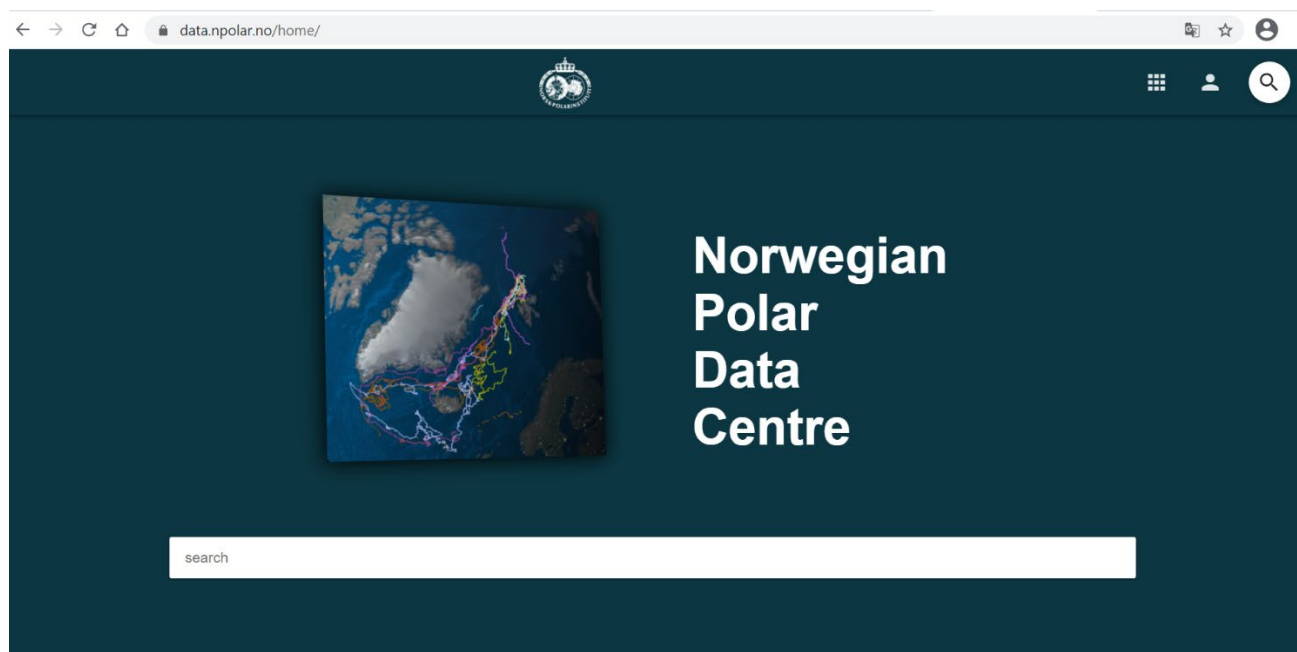 data.npolar.no/home/
Norwegian
Polar
Data
Centre
search